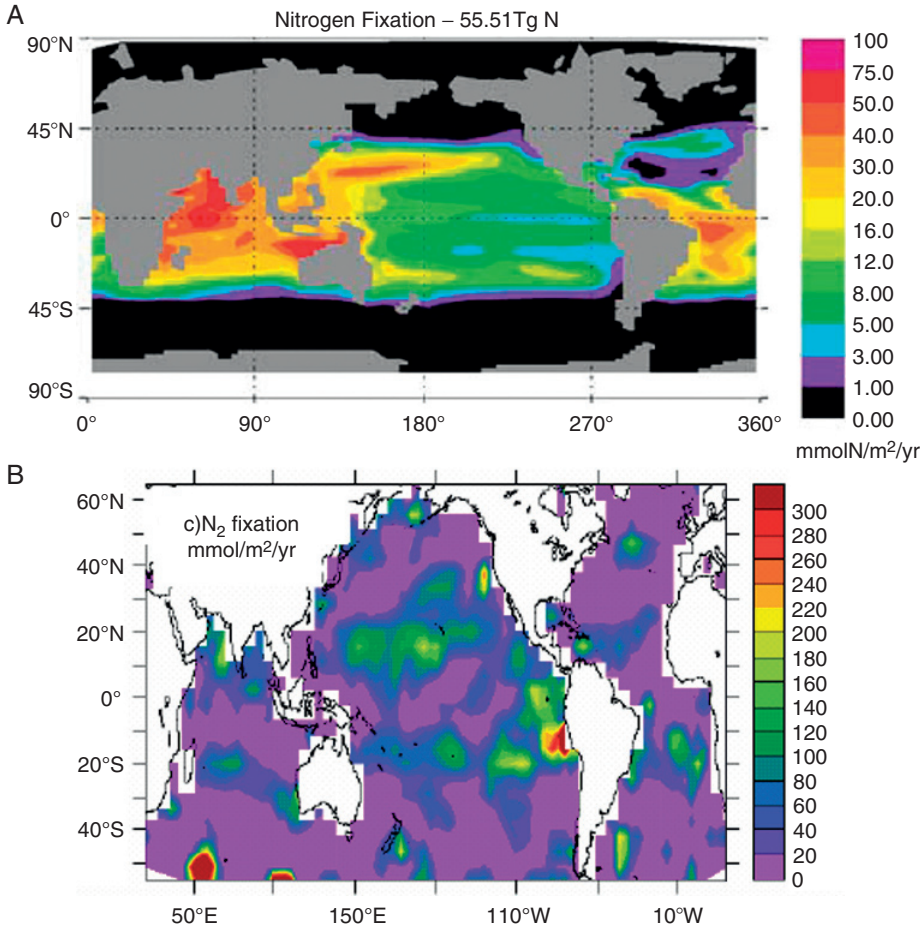 A
Nitrogen Fixation – 55.51Tg N
90°N
45°N
0°
45°S
90°S
0°
90°
180°
270°
360°
100
75.0
50.0
40.0
30.0
20.0
16.0
12.0
8.00
5.00
3.00
1.00
0.00
mmolN/m²/yr
B
c)N₂ fixation
mmol/m²/yr
60°N
40°N
20°N
0°
20°S
40°S
50°E
150°E
110°W
10°W
300
280
260
240
220
200
180
160
140
120
100
80
60
40
20
0